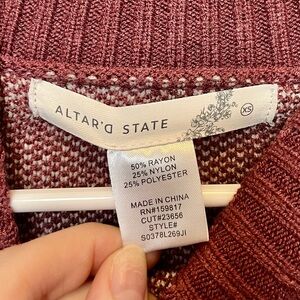 ALTAR'D STATE
XS
50% RAYON
25% NYLON
25% POLYESTER
MADE IN CHINA
RN#159817
CUT#23656
STYLE#
S0378L269JI